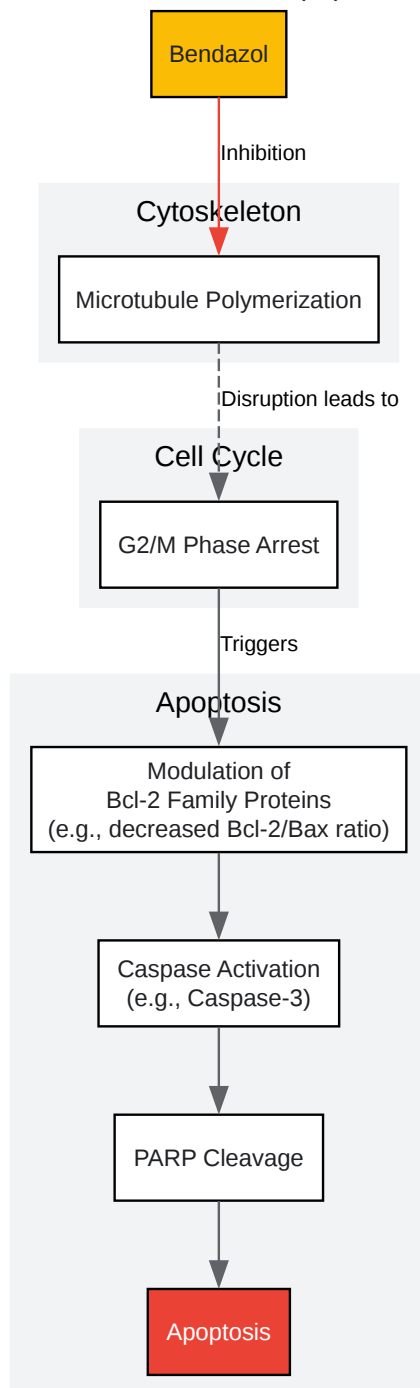 Bendazol
Inhibition
Cytoskeleton
Microtubule Polymerization
Disruption leads to
Cell Cycle
G2/M Phase Arrest
Triggers
Apoptosis
Modulation of
Bcl-2 Family Proteins
(e.g., decreased Bcl-2/Bax ratio)
Caspase Activation
(e.g., Caspase-3)
PARP Cleavage
Apoptosis